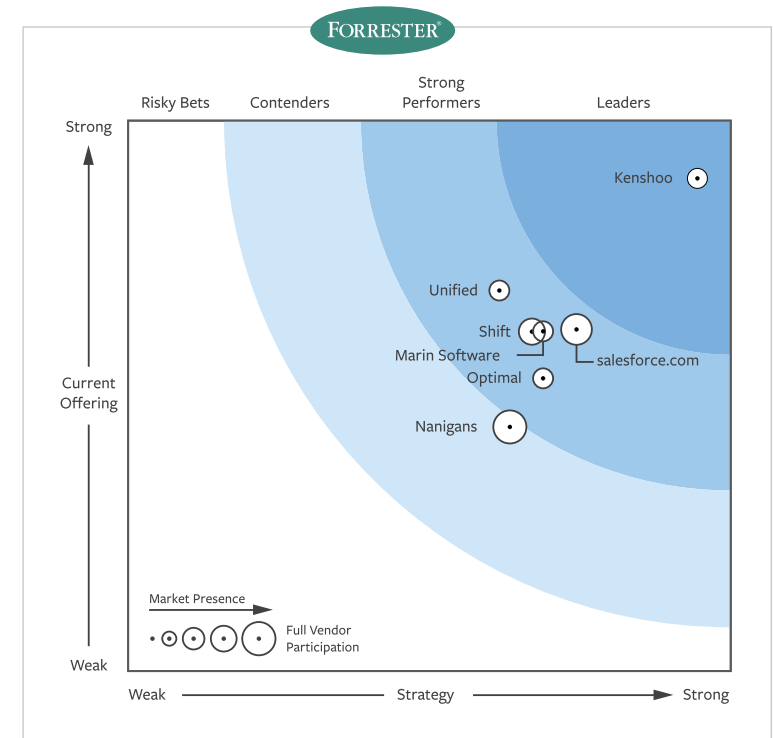 FORRESTER®
Risky Bets
Contenders
Strong
Performers
Leaders
Strong
Kenshoo
Unified
Shift
Marin Software
salesforce.com
Optimal
Current
Offering
Nanigans
Market Presence
Full Vendor
Participation
Weak
Weak
Strategy
Strong